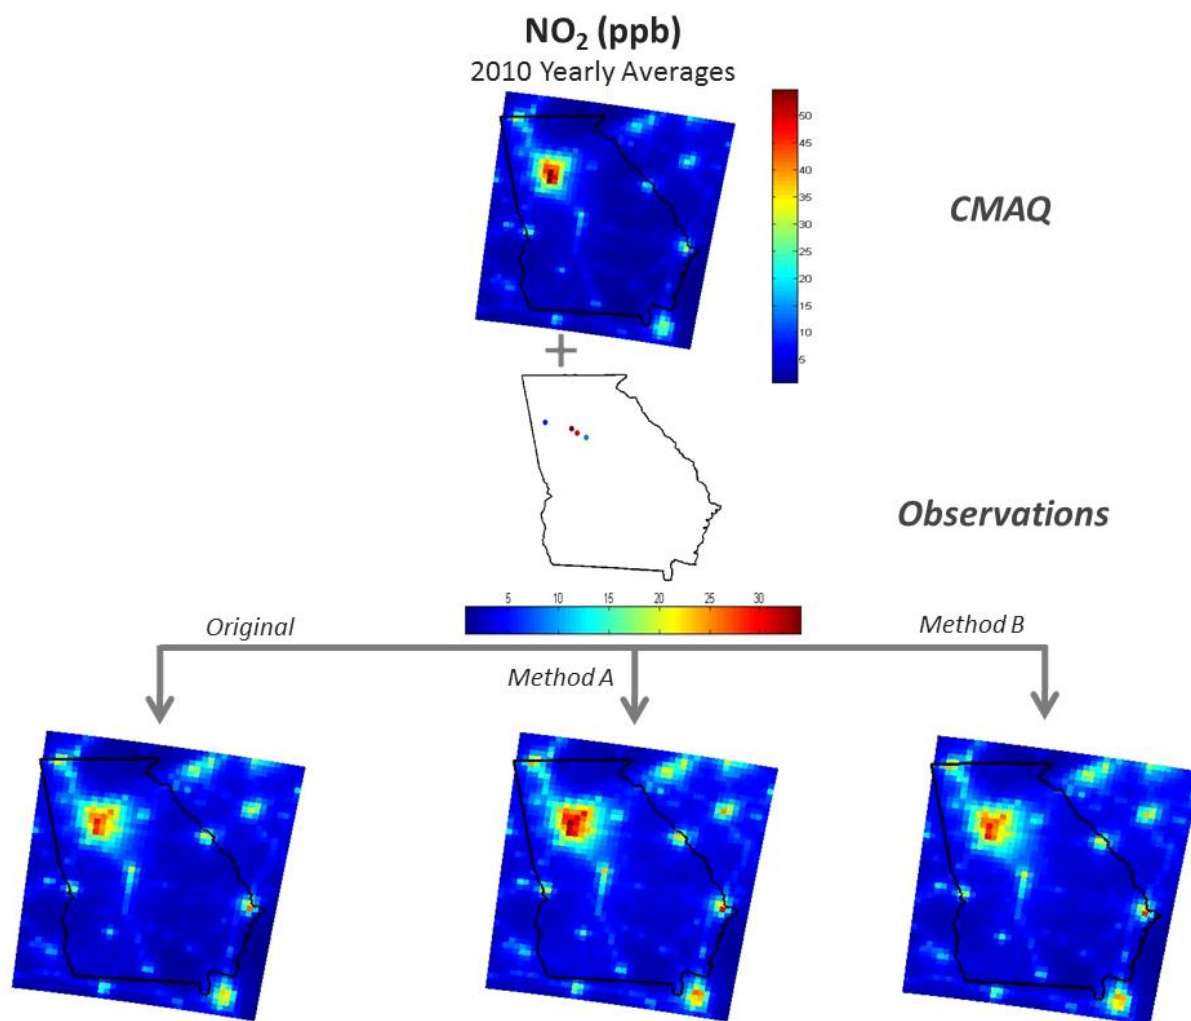 NO₂ (ppb)
2010 Yearly Averages
50
45
40
35
30
25
20
15
10
5
CMAQ
Observations
5 10 15 20 25 30
Original
Method A
Method B